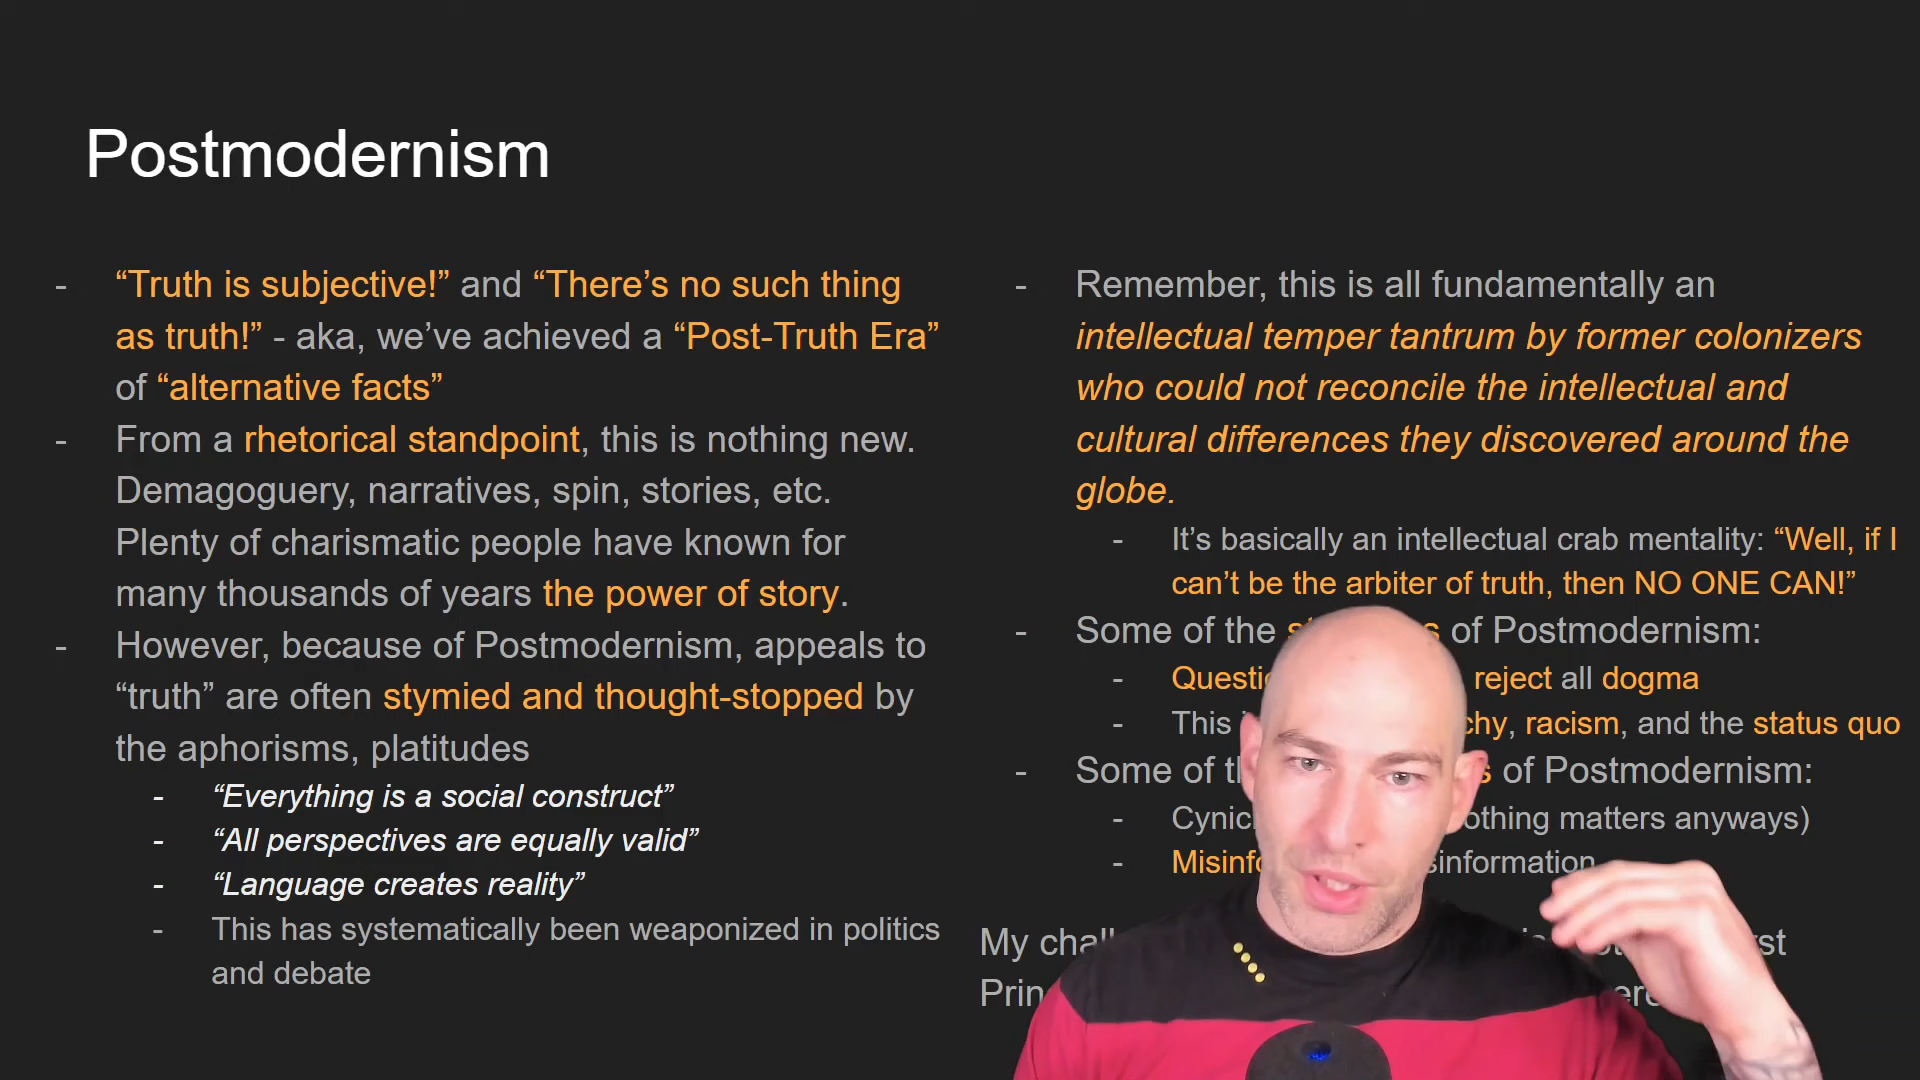 Postmodernism
- “Truth is subjective!” and “There’s no such thing
as truth!” - aka, we’ve achieved a “Post-Truth Era”
of “alternative facts”
- From a rhetorical standpoint, this is nothing new.
Demagoguery, narratives, spin, stories, etc.
Plenty of charismatic people have known for
many thousands of years the power of story.
- However, because of Postmodernism, appeals to
“truth” are often stymied and thought-stopped by
the aphorisms, platitudes
- “Everything is a social construct”
- “All perspectives are equally valid”
- “Language creates reality”
- This has systematically been weaponized in politics
and debate
- Remember, this is all fundamentally an
intellectual temper tantrum by former colonizers
who could not reconcile the intellectual and
cultural differences they discovered around the
globe.
- It’s basically an intellectual crab mentality: “Well, if I
can’t be the arbiter of truth, then NO ONE CAN!”
- Some of the of Postmodernism:
- reject all dogma
- This racism, and the status quo
- Some of of Postmodernism:
- matters anyways)
-
My